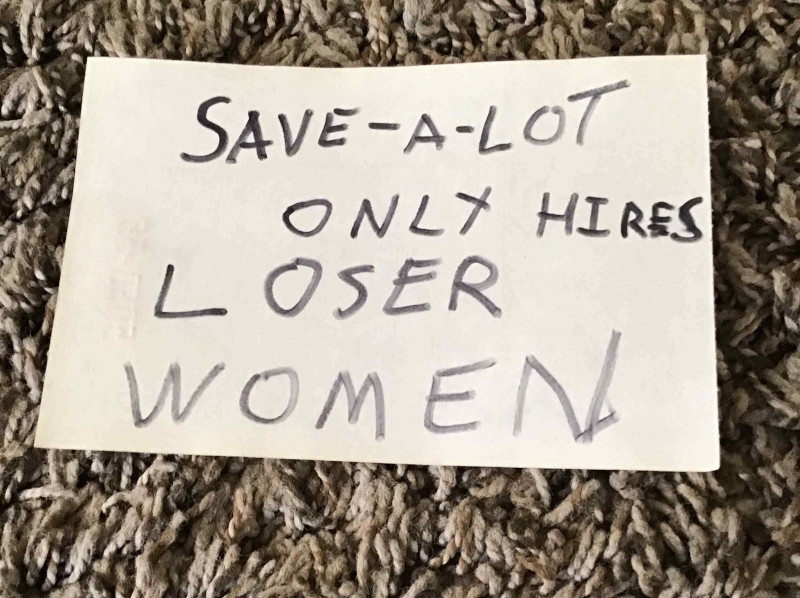 SAVE-A-LOT
ONLY HIRES
LOSER
WOMEN